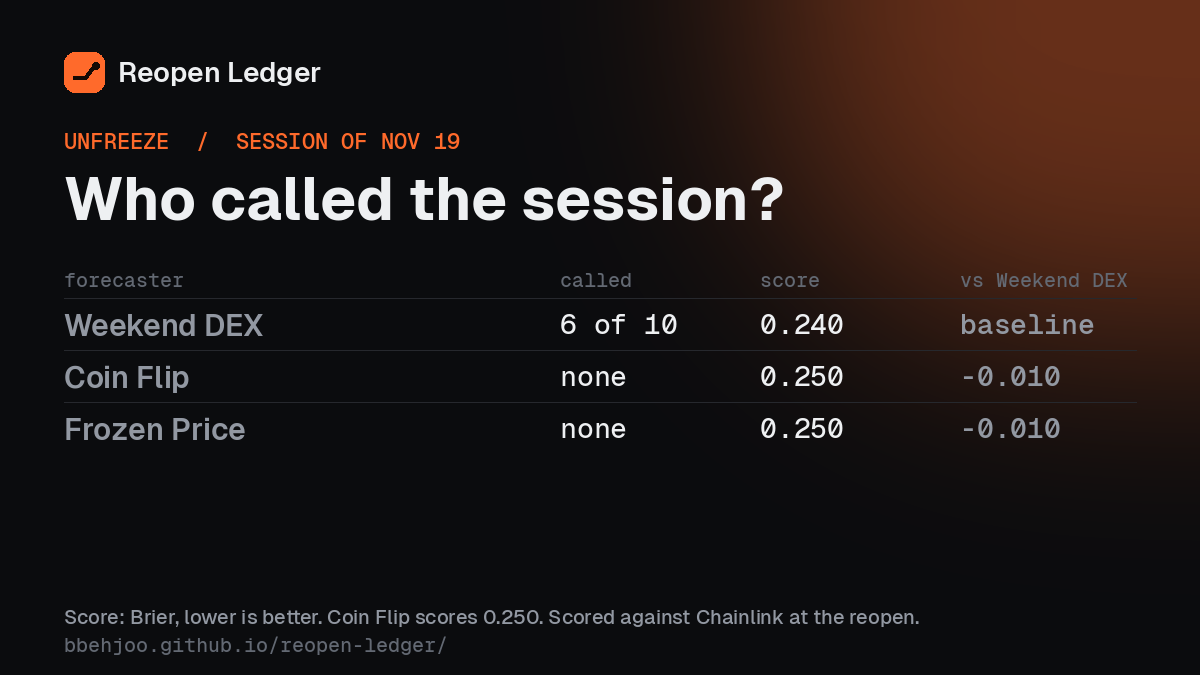 Reopen Ledger
UNFREEZE / SESSION OF NOV 19
Who called the session?
forecaster called score vs Weekend DEX
Weekend DEX 6 of 10 0.240 baseline
Coin Flip none 0.250 -0.010
Frozen Price none 0.250 -0.010
Score: Brier, lower is better. Coin Flip scores 0.250. Scored against Chainlink at the reopen.
bbehjoo.github.io/reopen-ledger/